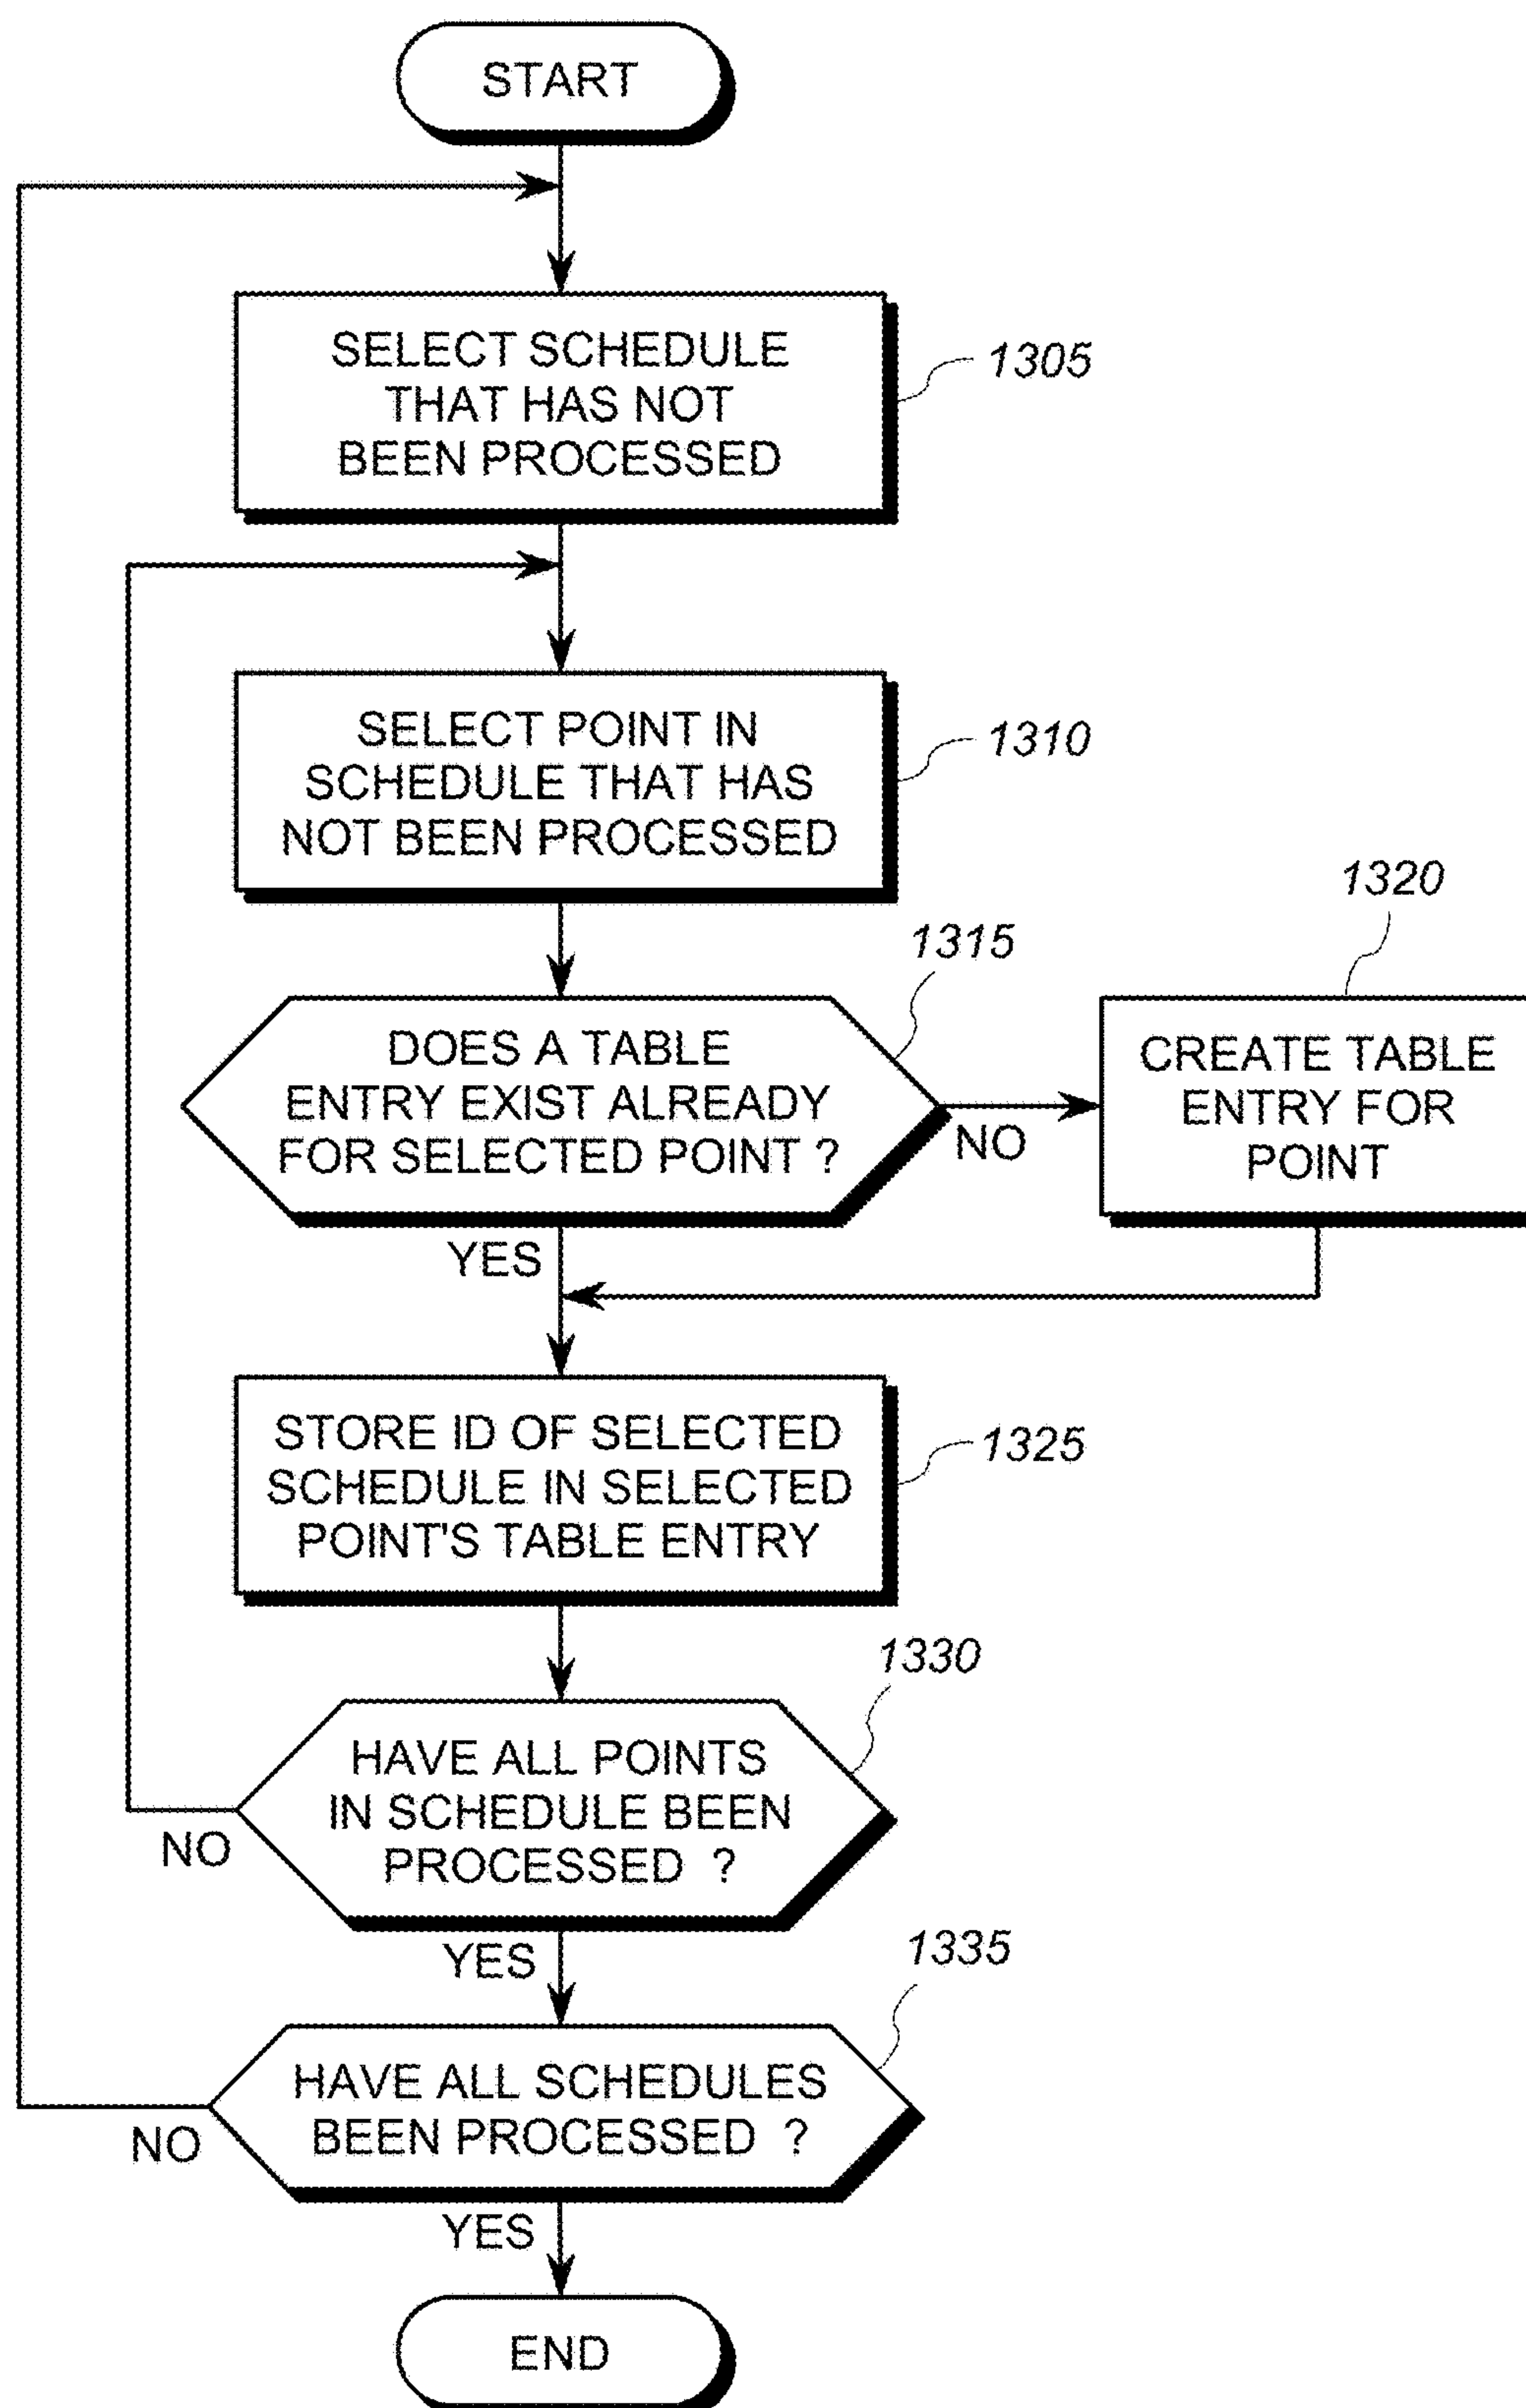 START
SELECT SCHEDULE
THAT HAS NOT
BEEN PROCESSED
1305
SELECT POINT IN
SCHEDULE THAT HAS
NOT BEEN PROCESSED
1310
1315
DOES A TABLE
ENTRY EXIST ALREADY
FOR SELECTED POINT ?
NO
1320
CREATE TABLE
ENTRY FOR
POINT
YES
STORE ID OF SELECTED
SCHEDULE IN SELECTED
POINT'S TABLE ENTRY
1325
1330
HAVE ALL POINTS
IN SCHEDULE BEEN
PROCESSED ?
NO
YES
1335
HAVE ALL SCHEDULES
BEEN PROCESSED ?
NO
YES
END